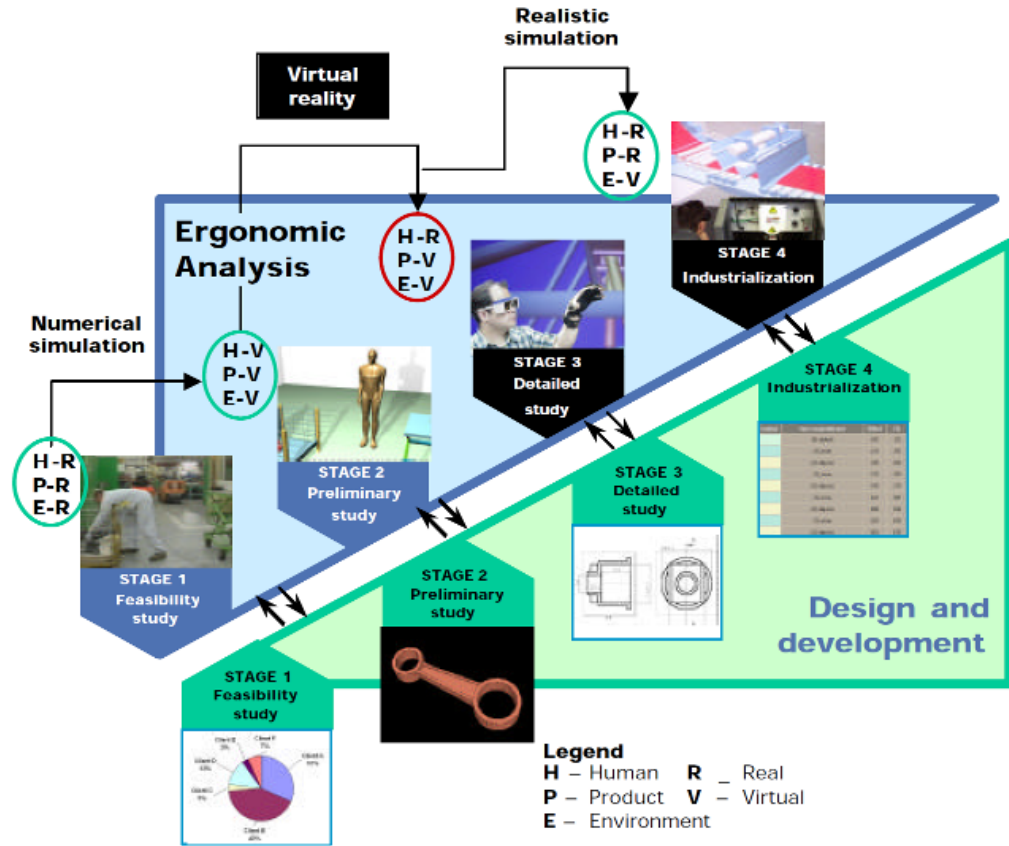 Realistic
simulation
Virtual
reality
H-R
P-R
E-V
Ergonomic
Analysis
H-R
P-V
E-V
STAGE 4
Industrialization
Numerical
simulation
H-V
P-V
E-V
STAGE 3
Detailed
study
STAGE 4
Industrialization
H-R
P-R
E-R
STAGE 2
Preliminary
study
STAGE 3
Detailed
study
STAGE 1
Feasibility
study
STAGE 2
Preliminary
study
Design and
development
STAGE 1
Feasibility
study
Legend
H – Human R _ Real
P – Product V – Virtual
E – Environment